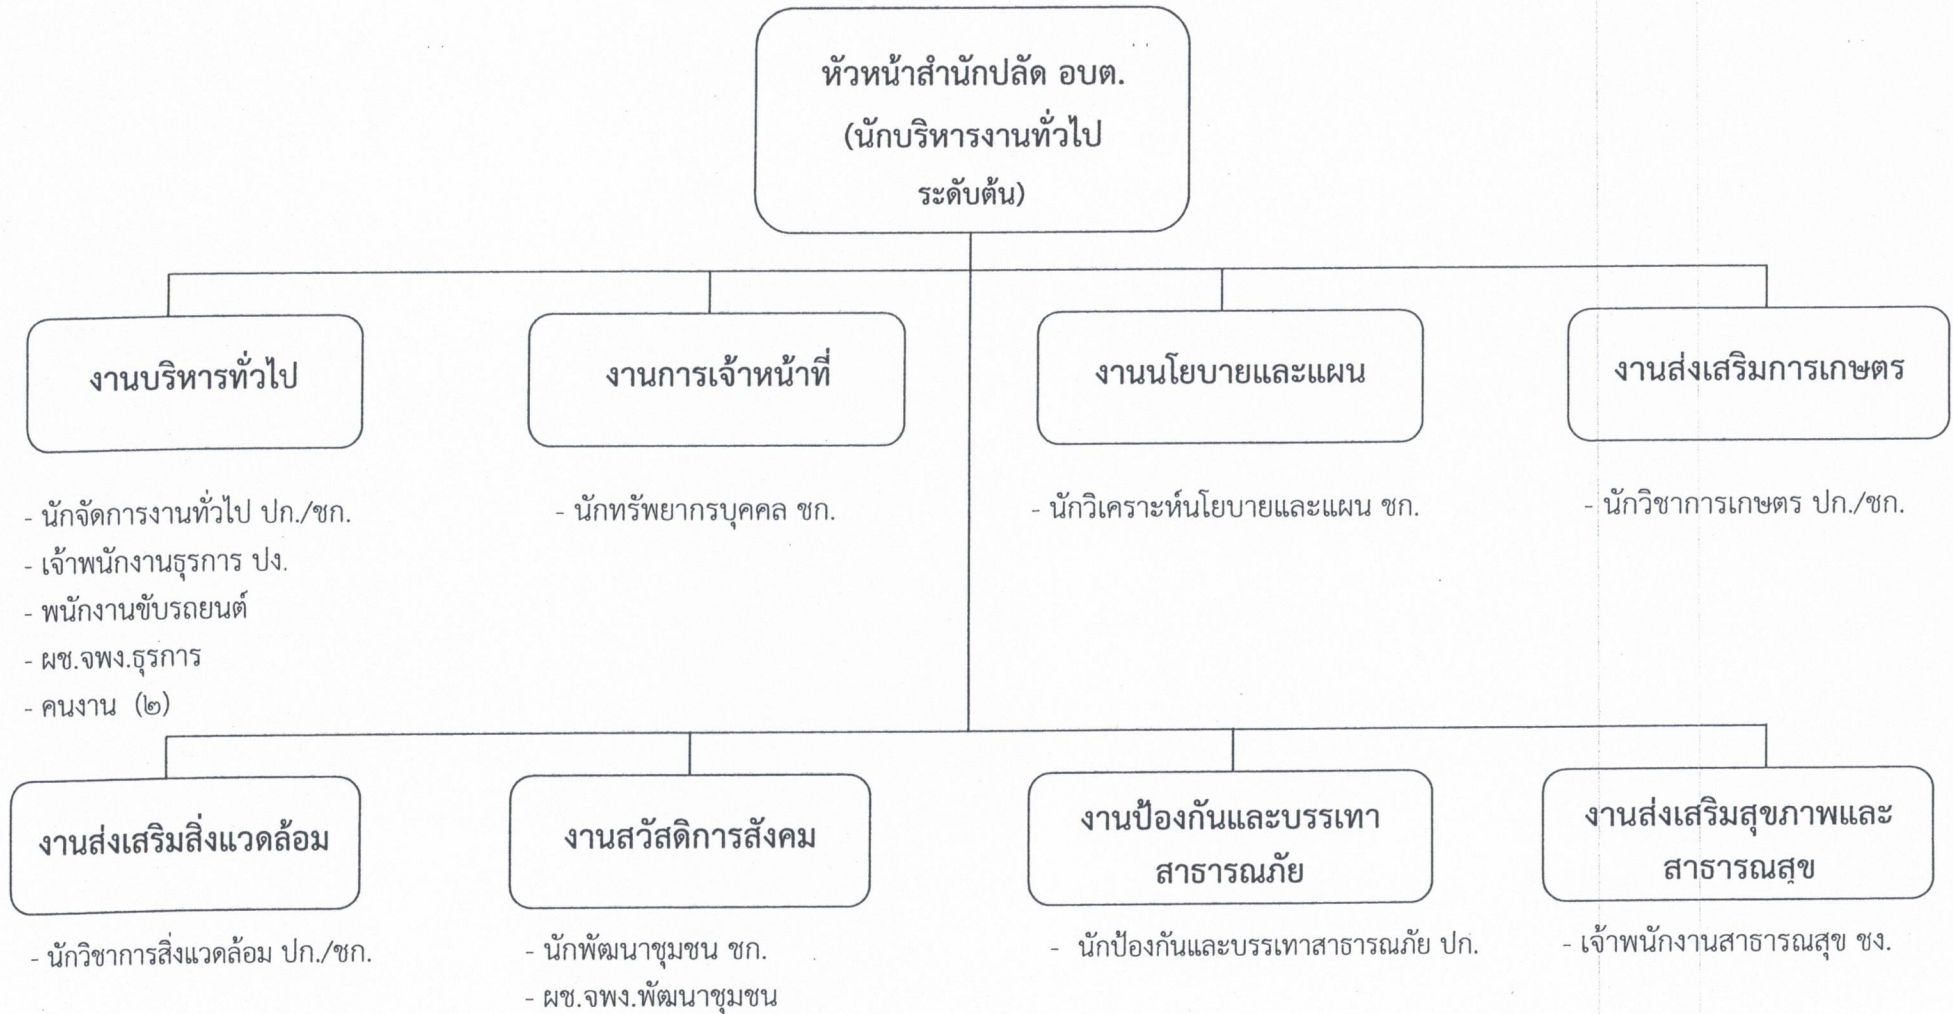 หัวหน้าสำนักปลัด อบต.
(นักบริหารงานทั่วไป
ระดับต้น)
งานบริหารทั่วไป
- นักจัดการงานทั่วไป ปก./ชก.
- เจ้าพนักงานธุรการ ปง.
- พนักงานขับรถยนต์
- ผช.จพง.ธุรการ
- คนงาน (๒)
งานการเจ้าหน้าที่
- นักทรัพยากรบุคคล ชก.
งานนโยบายและแผน
- นักวิเคราะห์นโยบายและแผน ชก.
งานส่งเสริมการเกษตร
- นักวิชาการเกษตร ปก./ชก.
งานส่งเสริมสิ่งแวดล้อม
- นักวิชาการสิ่งแวดล้อม ปก./ชก.
งานสวัสดิการสังคม
- นักพัฒนาชุมชน ชก.
- ผช.จพง.พัฒนาชุมชน
งานป้องกันและบรรเทา
สาธารณภัย
- นักป้องกันและบรรเทาสาธารณภัย ปก.
งานส่งเสริมสุขภาพและ
สาธารณสุข
- เจ้าพนักงานสาธารณสุข ชง.